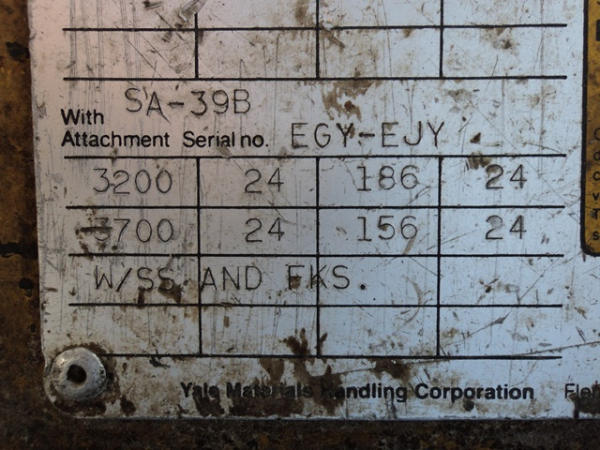 SA-39B
With
Attachment Serial no. EGY-EJY
3200 24 186 24
3700 24 156 24
W/SS AND FKS.
Yale Materials Handling Corporation